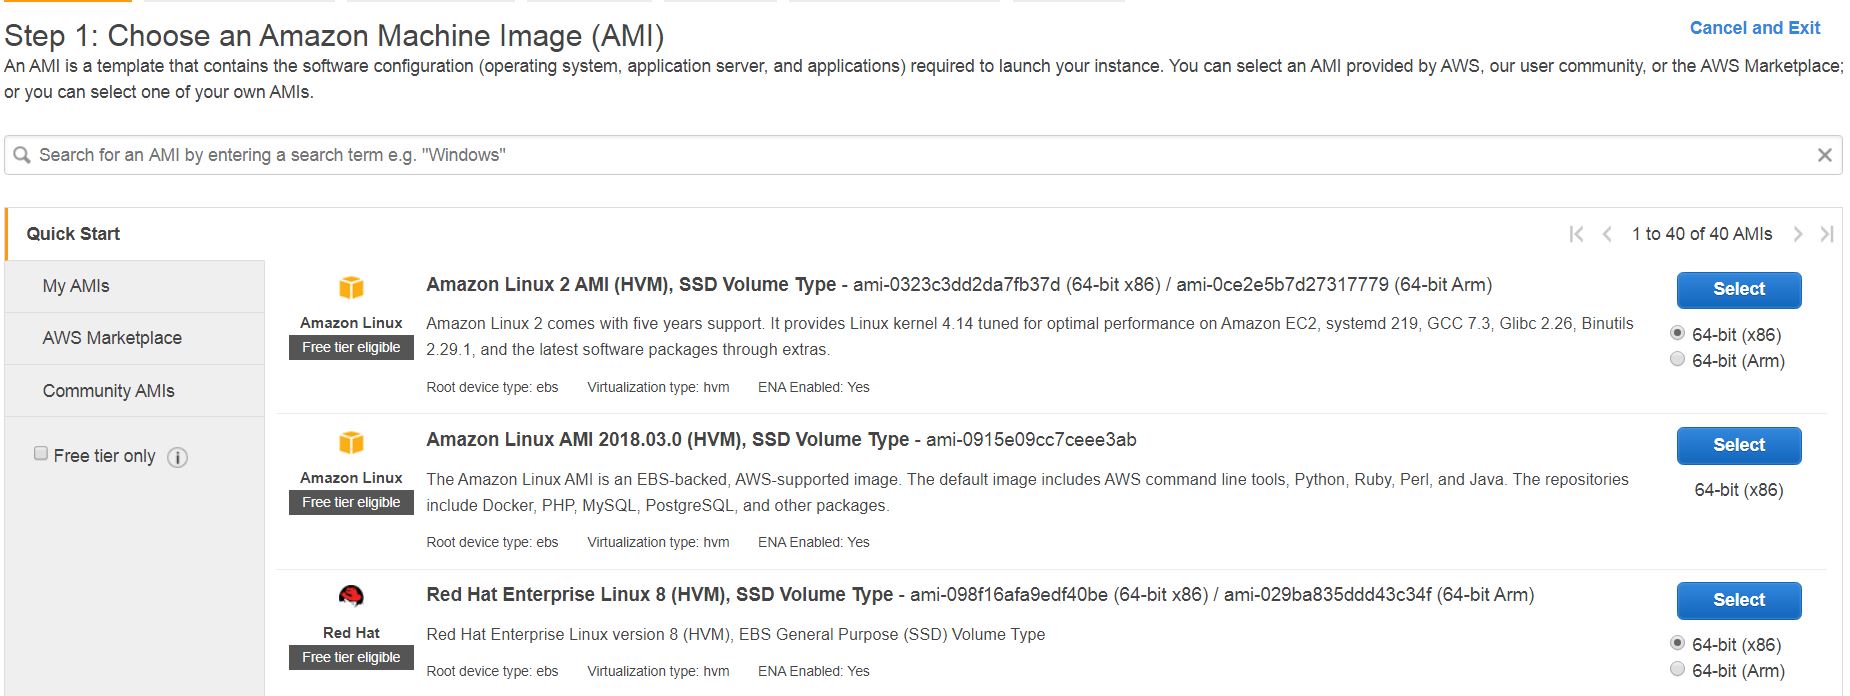 Step 1: Choose an Amazon Machine Image (AMI)
Cancel and Exit
An AMI is a template that contains the software configuration (operating system, application server, and applications) required to launch your instance. You can select an AMI provided by AWS, our user community, or the AWS Marketplace;
or you can select one of your own AMIs.
Search for an AMI by entering a search term e.g. "Windows"
Quick Start
My AMIs
AWS Marketplace
Community AMIs
Free tier only
1 to 40 of 40 AMIs
Amazon Linux
Free tier eligible
Amazon Linux 2 AMI (HVM), SSD Volume Type - ami-0323c3dd2da7fb37d (64-bit x86) / ami-0ce2e5b7d27317779 (64-bit Arm)
Amazon Linux 2 comes with five years support. It provides Linux kernel 4.14 tuned for optimal performance on Amazon EC2, systemd 219, GCC 7.3, Glibc 2.26, Binutils
2.29.1, and the latest software packages through extras.
Root device type: ebs Virtualization type: hvm ENA Enabled: Yes
Select
64-bit (x86)
64-bit (Arm)
Amazon Linux
Free tier eligible
Amazon Linux AMI 2018.03.0 (HVM), SSD Volume Type - ami-0915e09cc7ceee3ab
The Amazon Linux AMI is an EBS-backed, AWS-supported image. The default image includes AWS command line tools, Python, Ruby, Perl, and Java. The repositories
include Docker, PHP, MySQL, PostgreSQL, and other packages.
Root device type: ebs Virtualization type: hvm ENA Enabled: Yes
Select
64-bit (x86)
Red Hat
Free tier eligible
Red Hat Enterprise Linux 8 (HVM), SSD Volume Type - ami-098f16afa9edf40be (64-bit x86) / ami-029ba835ddd43c34f (64-bit Arm)
Red Hat Enterprise Linux version 8 (HVM), EBS General Purpose (SSD) Volume Type
Root device type: ebs Virtualization type: hvm ENA Enabled: Yes
Select
64-bit (x86)
64-bit (Arm)